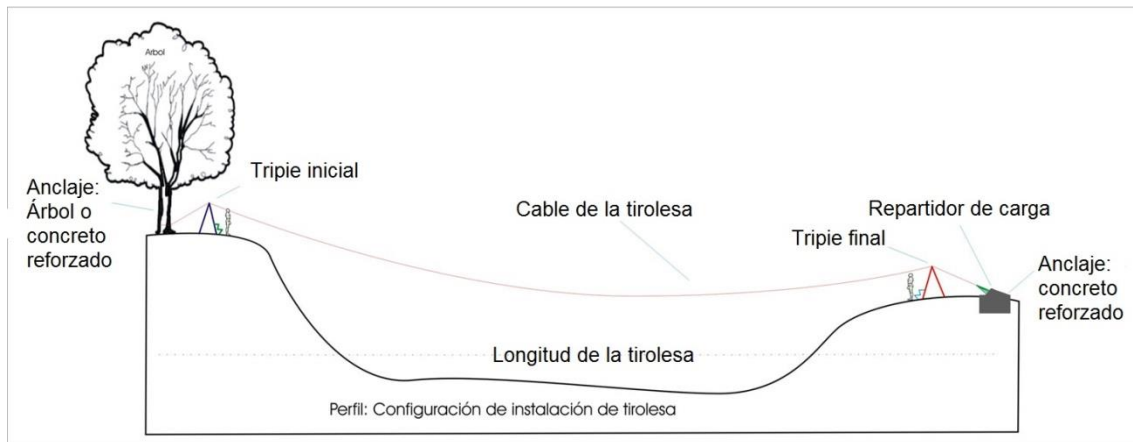 Arbol
Tripie inicial
Anclaje:
Árbol o
concreto
reforzado
Cable de la tirolesa
Repartidor de carga
Tripie final
Anclaje:
concreto
reforzado
Longitud de la tirolesa
Perfil: Configuración de instalación de tirolesa